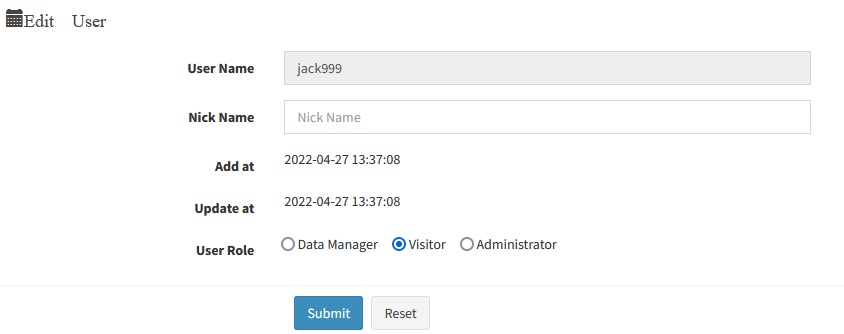 Edit User
User Name jack999
Nick Name Nick Name
Add at 2022-04-27 13:37:08
Update at 2022-04-27 13:37:08
User Role Data Manager Visitor Administrator
Submit Reset